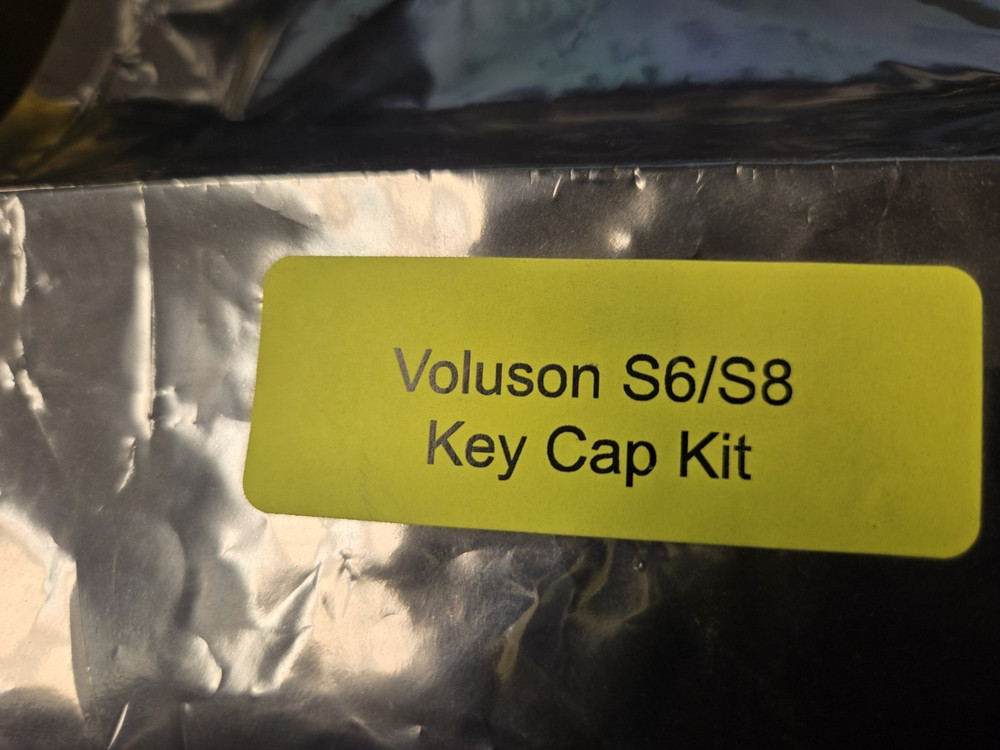 Voluson S6/S8
Key Cap Kit